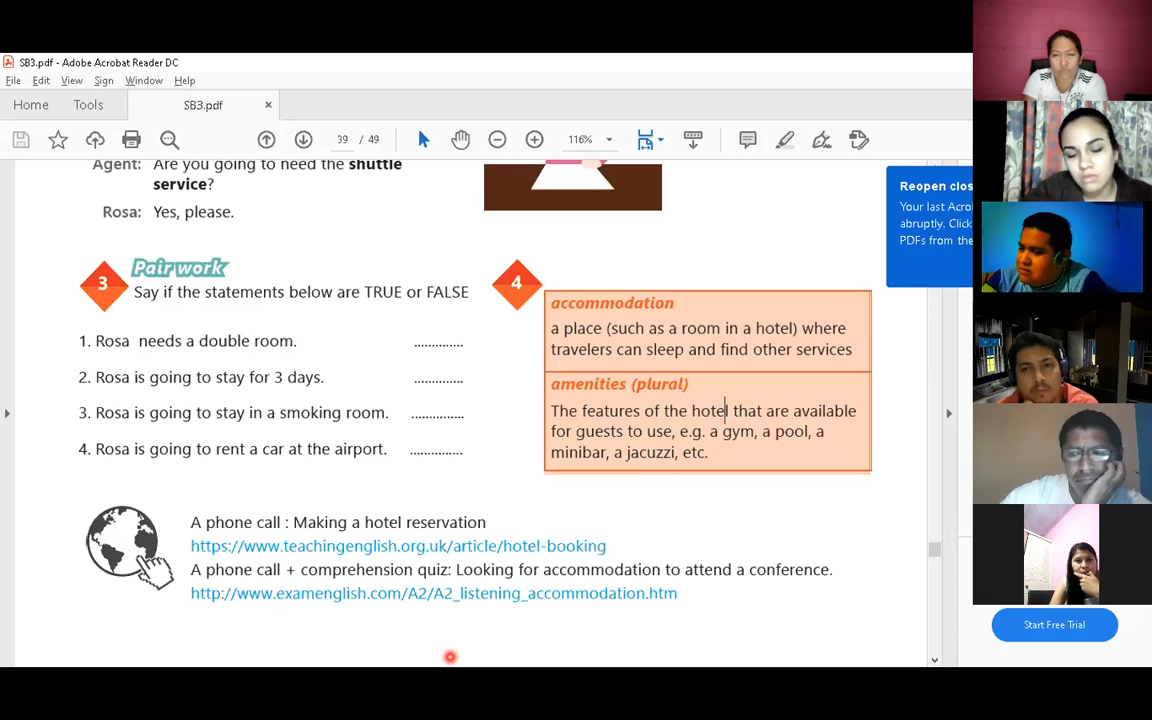 SB3.pdf - Adobe Acrobat Reader DC
File Edit View Sign Window Help
Home Tools SB3.pdf ×
39 / 49 116%
Agent: Are you going to need the shuttle
service?
Rosa: Yes, please.
3 Pair work
Say if the statements below are TRUE or FALSE
1. Rosa needs a double room. ..............
2. Rosa is going to stay for 3 days. ..............
3. Rosa is going to stay in a smoking room. ...............
4. Rosa is going to rent a car at the airport. ...............
4
accommodation
a place (such as a room in a hotel) where
travelers can sleep and find other services
amenities (plural)
The features of the hotel that are available
for guests to use, e.g. a gym, a pool, a
minibar, a jacuzzi, etc.
A phone call : Making a hotel reservation
https://www.teachingenglish.org.uk/article/hotel-booking
A phone call + comprehension quiz: Looking for accommodation to attend a conference.
http://www.examenglish.com/A2/A2_listening_accommodation.htm
Reopen clos
Your last Acro
abruptly. Click
PDFs from the
Start Free Trial